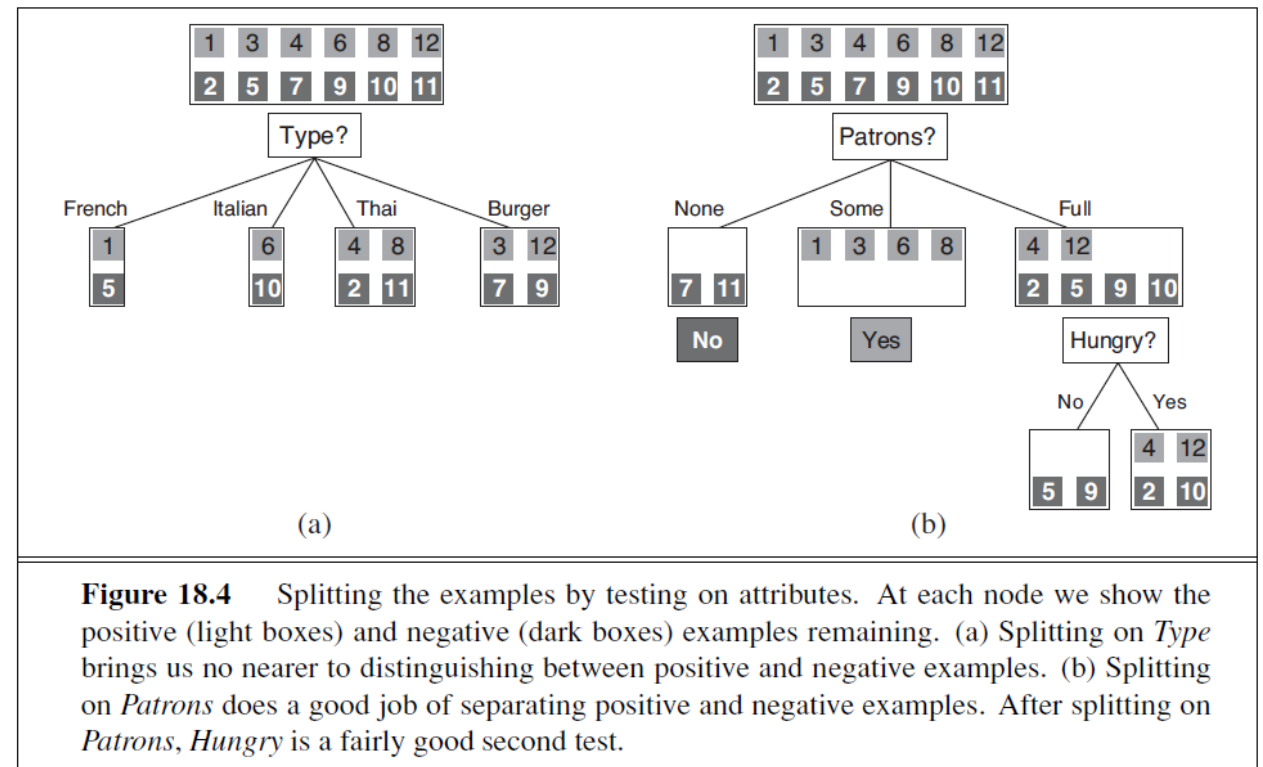 1 3 4 6 8 12
2 5 7 9 10 11
Type?
French Italian Thai Burger
1 6 4 8 3 12
5 10 2 11 7 9
(a)
1 3 4 6 8 12
2 5 7 9 10 11
Patrons?
None Some Full
1 3 6 8 4 12
7 11 2 5 9 10
No Yes Hungry?
No Yes
4 12
5 9 2 10
(b)
Figure 18.4 Splitting the examples by testing on attributes. At each node we show the
positive (light boxes) and negative (dark boxes) examples remaining. (a) Splitting on Type
brings us no nearer to distinguishing between positive and negative examples. (b) Splitting
on Patrons does a good job of separating positive and negative examples. After splitting on
Patrons, Hungry is a fairly good second test.